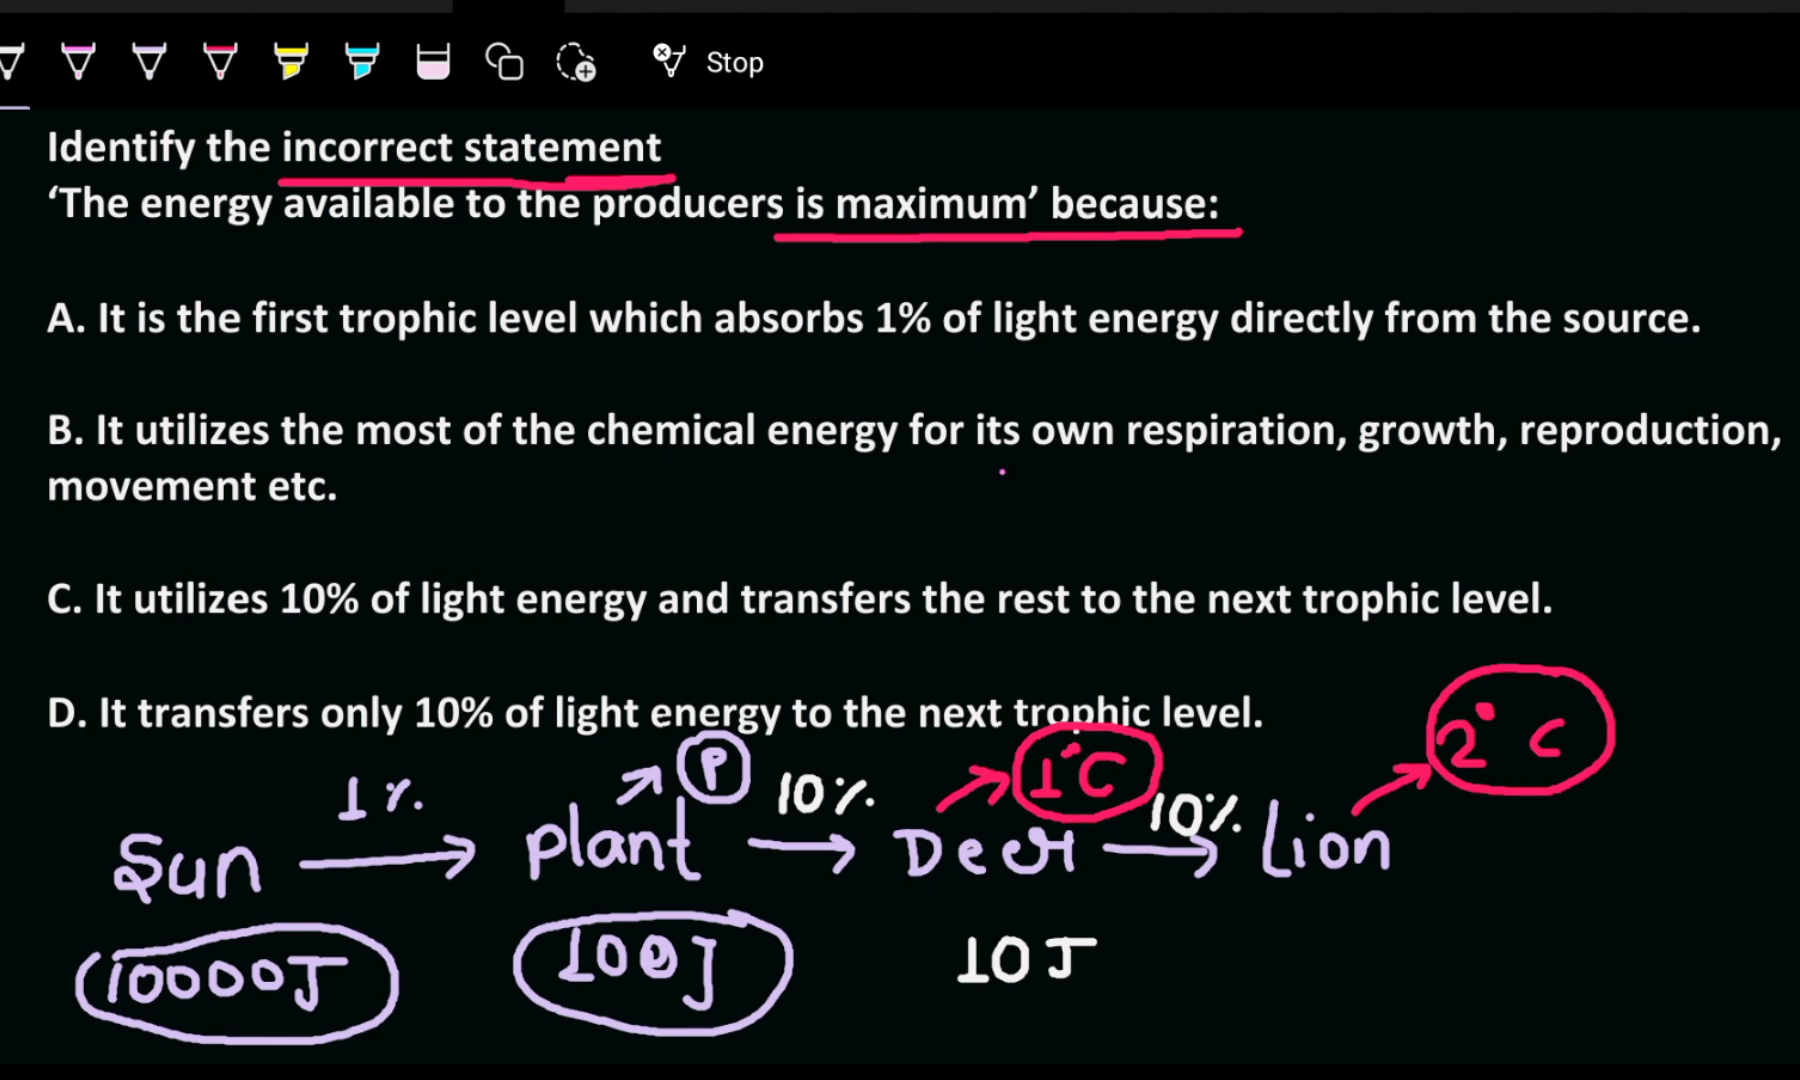 Stop
Identify the incorrect statement
‘The energy available to the producers is maximum’ because:
A. It is the first trophic level which absorbs 1% of light energy directly from the source.
B. It utilizes the most of the chemical energy for its own respiration, growth, reproduction,
movement etc.
C. It utilizes 10% of light energy and transfers the rest to the next trophic level.
D. It transfers only 10% of light energy to the next trophic level.
2° C
P
1°C
1%
10%
10%
Sun
plant
Deer
Lion
10000J
100J
10J